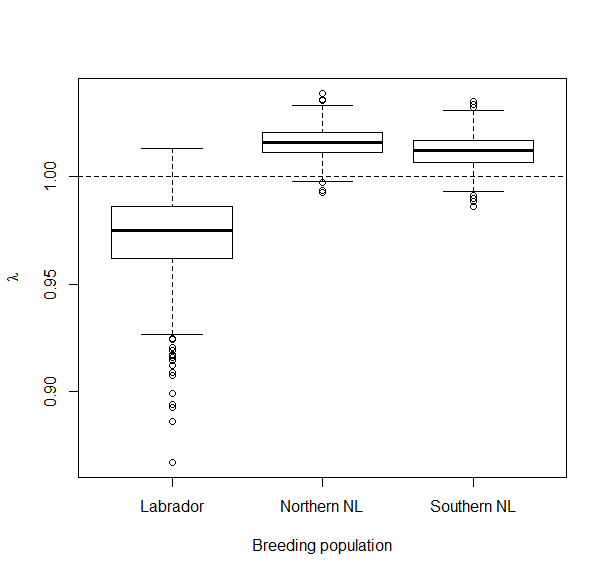 λ
1.00
0.95
0.90
Labrador Northern NL Southern NL
Breeding population